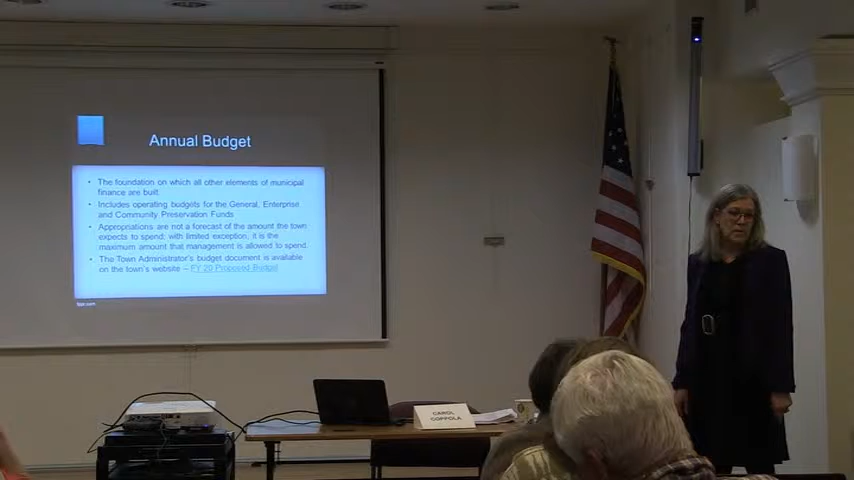 Annual Budget
• The foundation on which all other elements of municipal
finance are built.
• Includes operating budgets for the General, Enterprise
and Community Preservation Funds
• Appropriations are not a forecast of the amount the town
expects to spend; with limited exception, it is the
maximum amount that management is allowed to spend.
• The Town Administrator's budget document is available
on the town's website – FY 20 Proposed Budget
CAROL
COPPOLA